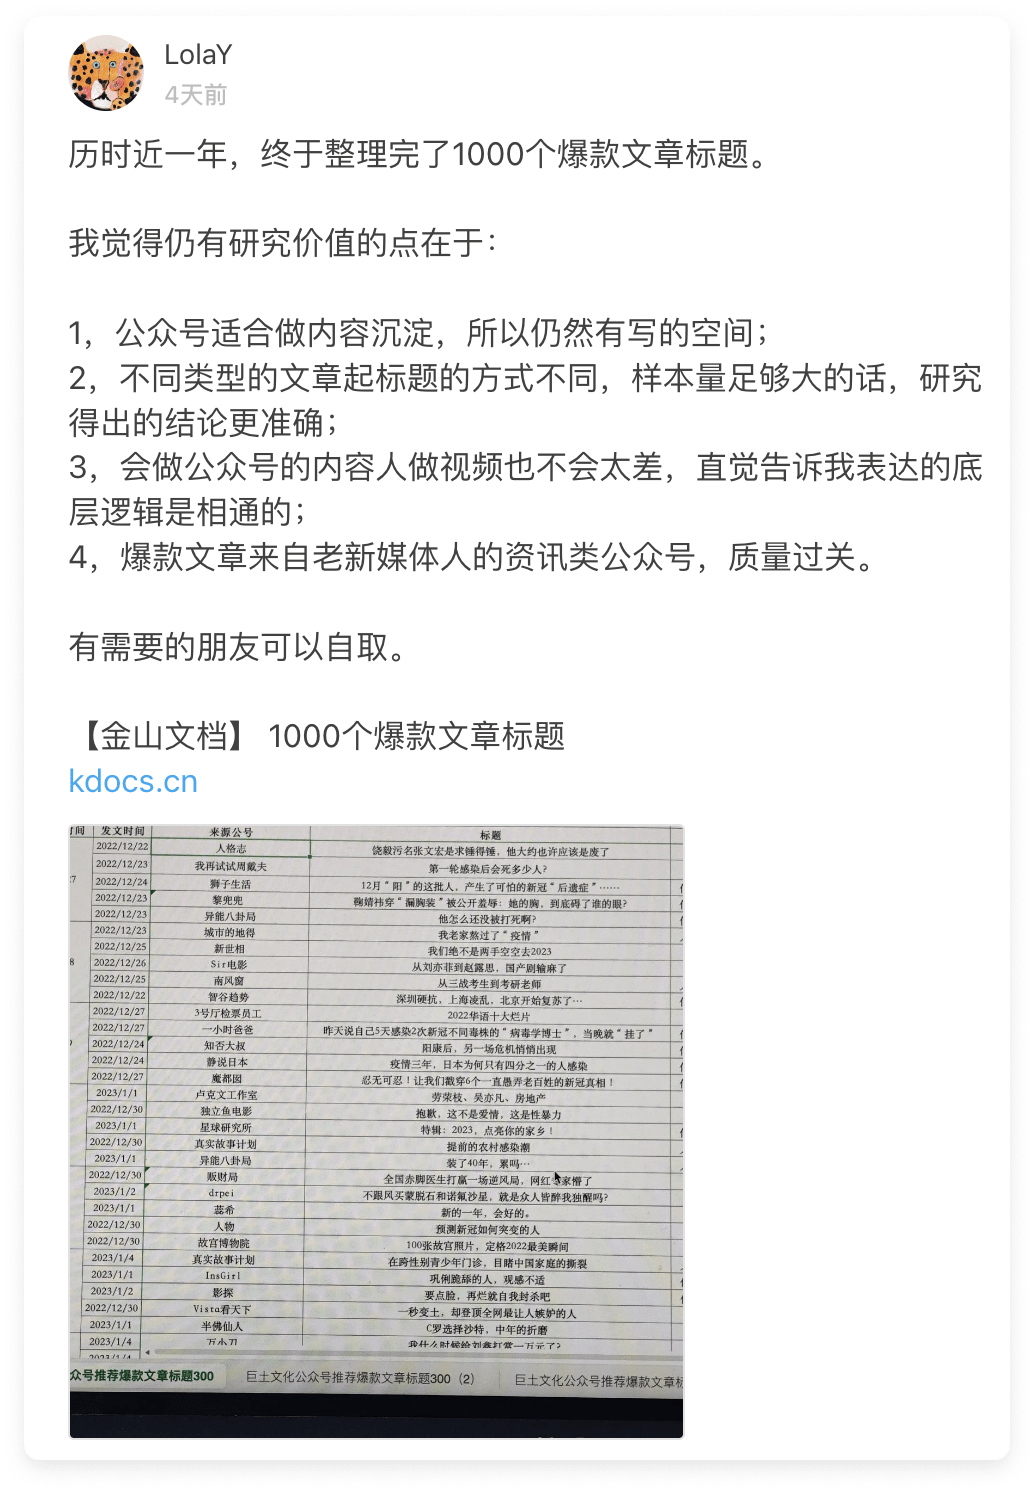 LolaY
4天前
历时近一年，终于整理完了1000个爆款文章标题。
我觉得仍有研究价值的点在于：
1，公众号适合做内容沉淀，所以仍然有写的空间；
2，不同类型的文章起标题的方式不同，样本量足够大的话，研究
得出的结论更准确；
3，会做公众号的内容人做视频也不会太差，直觉告诉我表达的底
层逻辑是相通的；
4，爆款文章来自老新媒体人的资讯类公众号，质量过关。
有需要的朋友可以自取。
【金山文档】 1000个爆款文章标题
kdocs.cn
时间 发文时间 来源公号 标题
2022/12/22 人格志 饶毅污名张文宏是求锤得锤，他大约也许应该是废了
2022/12/23 我再试试周戴夫 第一轮感染后会死多少人?
2022/12/24 狮子生活 12月“阳”的这批人，产生了可怕的新冠“后遗症”……
2022/12/23 黎兜兜 鞠婧祎穿“漏胸装”被公开羞辱：她的胸，到底碍了谁的眼?
2022/12/23 异能八卦局 他怎么还没被打死啊?
2022/12/23 城市的地得 我老家熬过了“疫情”
2022/12/25 新世相 我们绝不是两手空空去2023
2022/12/26 Sir电影 从刘亦菲到赵露思，国产剧输麻了
2022/12/25 南风窗 从三战考生到考研老师
2022/12/22 智谷趋势 深圳硬抗，上海凌乱，北京开始复苏了…
2022/12/27 3号厅检票员工 2022华语十大烂片
2022/12/27 一小时爸爸 昨天说自己5天感染2次新冠不同毒株的“病毒学博士”，当晚就“挂了”
2022/12/24 知否大叔 阳康后，另一场危机悄悄出现
2022/12/24 静说日本 疫情三年，日本为何只有四分之一的人感染
2022/12/27 魔都囡 忍无可忍！让我们戳穿6个一直愚弄老百姓的新冠真相！
2023/1/1 卢克文工作室 劳荣枝、吴亦凡、房地产
2022/12/30 独立鱼电影 抱歉，这不是爱情，这是性暴力
2023/1/1 星球研究所 特辑：2023，点亮你的家乡！
2022/12/30 真实故事计划 提前的农村感染潮
2023/1/1 异能八卦局 装了40年，累吗…
2022/12/30 贩财局 全国赤脚医生打赢一场逆风局，网红 家懵了
2023/1/2 drpei 不跟风买蒙脱石和诺氟沙星，就是众人皆醉我独醒吗?
2023/1/1 蕊希 新的一年，会好的。
2022/12/30 人物 预测新冠如何突变的人
2022/12/30 故宫博物院 100张故宫照片，定格2022最美瞬间
2023/1/4 真实故事计划 在跨性别青少年门诊，目睹中国家庭的撕裂
2023/1/1 InsGirl 巩俐跪舔的人，观感不适
2023/1/2 影探 要点脸，再烂就自我封杀吧
2022/12/30 Vista看天下 一秒变土，却登顶全网最让人嫉妒的人
2023/1/1 半佛仙人 C罗选择沙特，中年的折磨
2023/1/4 万小刀 我什么时候给刘鑫打赏一万元了?
2023/1/4
众号推荐爆款文章标题300 巨土文化公众号推荐爆款文章标题300（2） 巨土文化公众号推荐爆款文章标